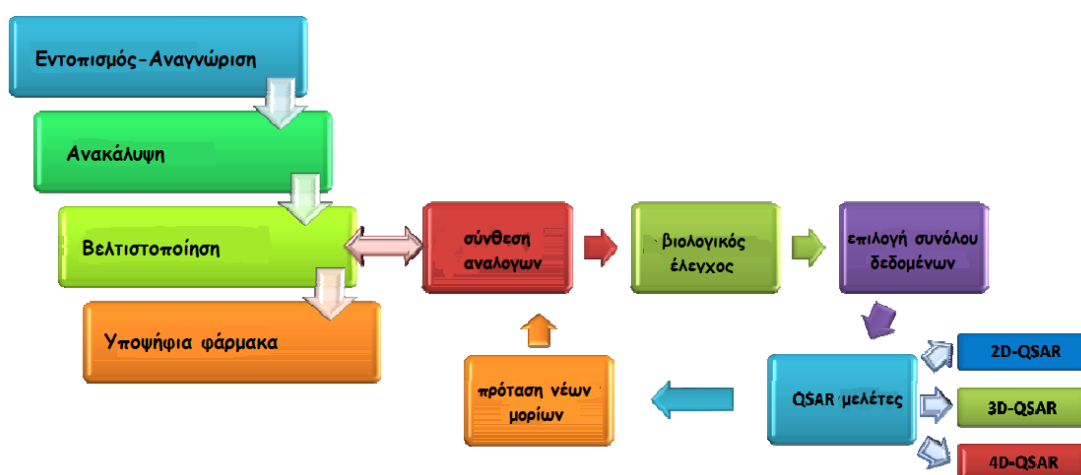 Εντοπισμός-Αναγνώριση
Ανακάλυψη
Βελτιστοποίηση
Υποψήφια φάρμακα
σύνθεση
αναλογων
βιολογικός
έλεγχος
επιλογή συνόλου
δεδομένων
πρόταση νέων
μορίων
QSAR μελέτες
2D-QSAR
3D-QSAR
4D-QSAR